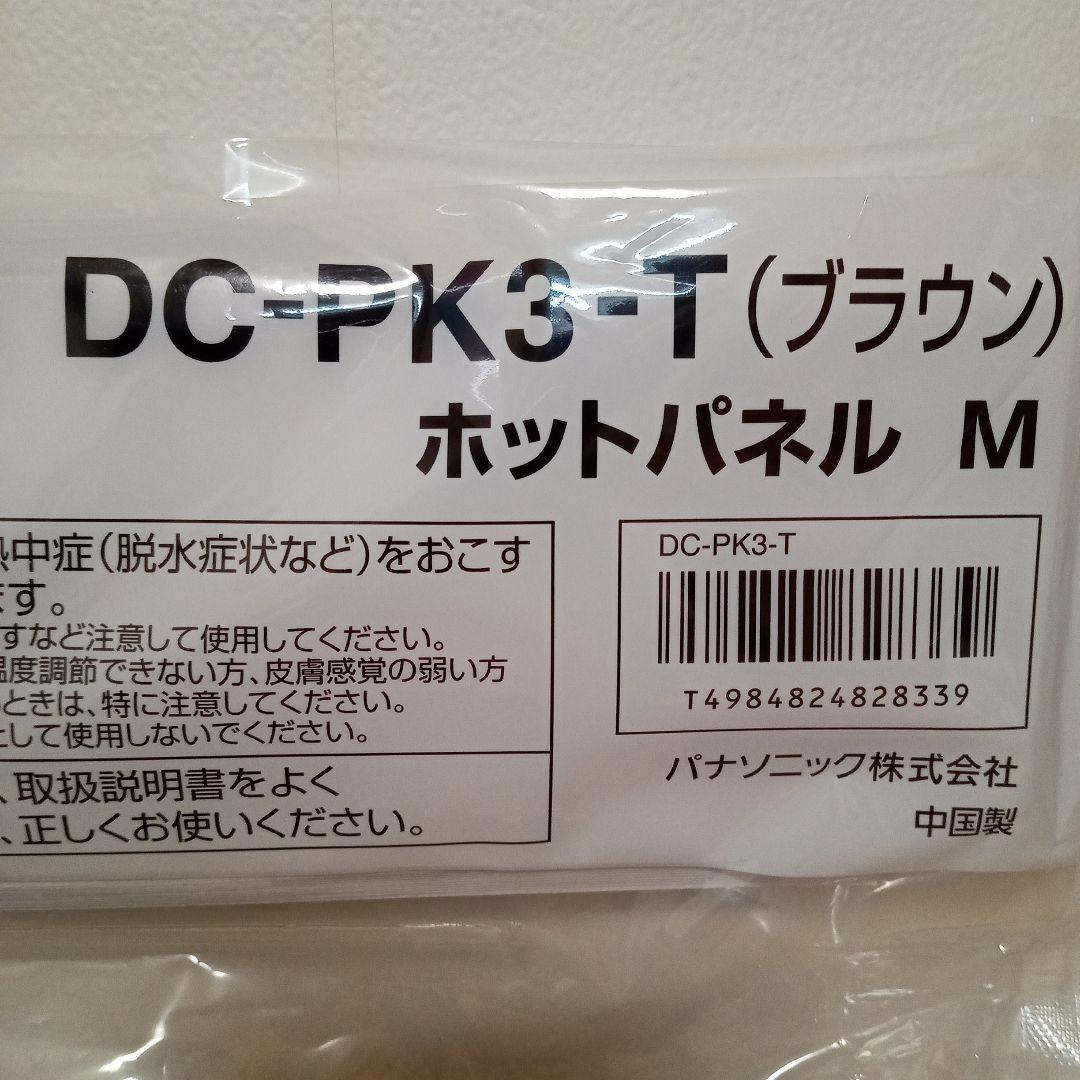 DC-PK3-T(ブラウン)
ホットパネル M
熱中症(脱水症状など)をおこす
ます。
すなど注意して使用してください。
温度調節できない方、皮膚感覚の弱い方
のときは、特に注意してください。
として使用しないでください。
、取扱説明書をよく
、正しくお使いください。
DC-PK3-T
T4984824828339
パナソニック株式会社
中国製